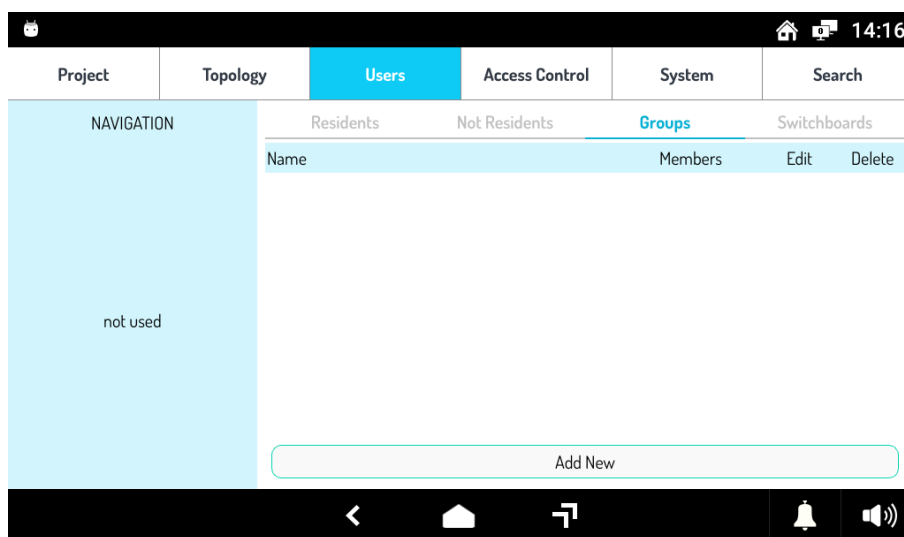 14:16
Project Topology Users Access Control System Search
NAVIGATION Residents Not Residents Groups Switchboards
Name Members Edit Delete
not used
Add New